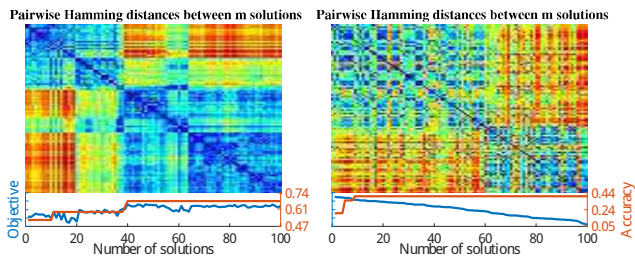 Pairwise Hamming distances between m solutions
Objective
0.74
0.61
0.47
0 20 40 60 80 100
Number of solutions
Pairwise Hamming distances between m solutions
0.44
0.24
0.05
Accuracy
0 20 40 60 80 100
Number of solutions